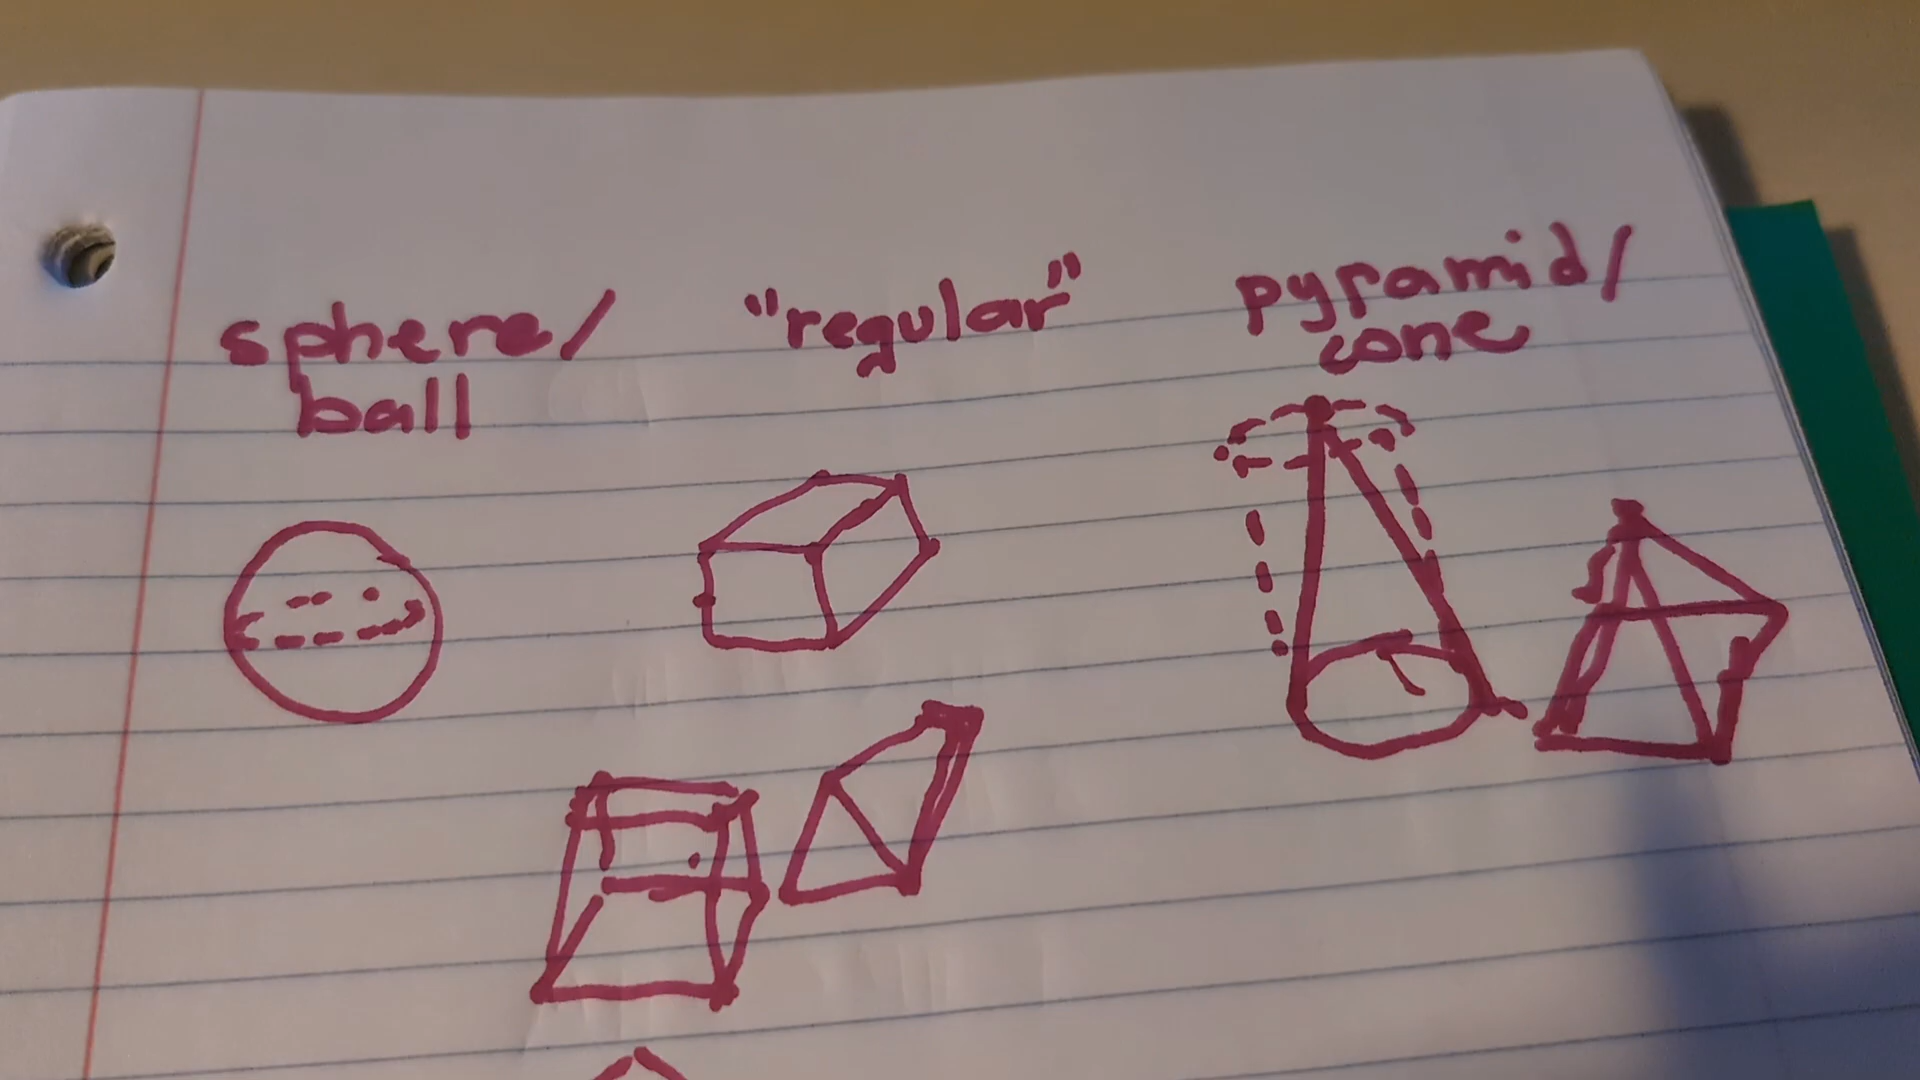 sphere/
ball
"regular"
pyramid/
cone